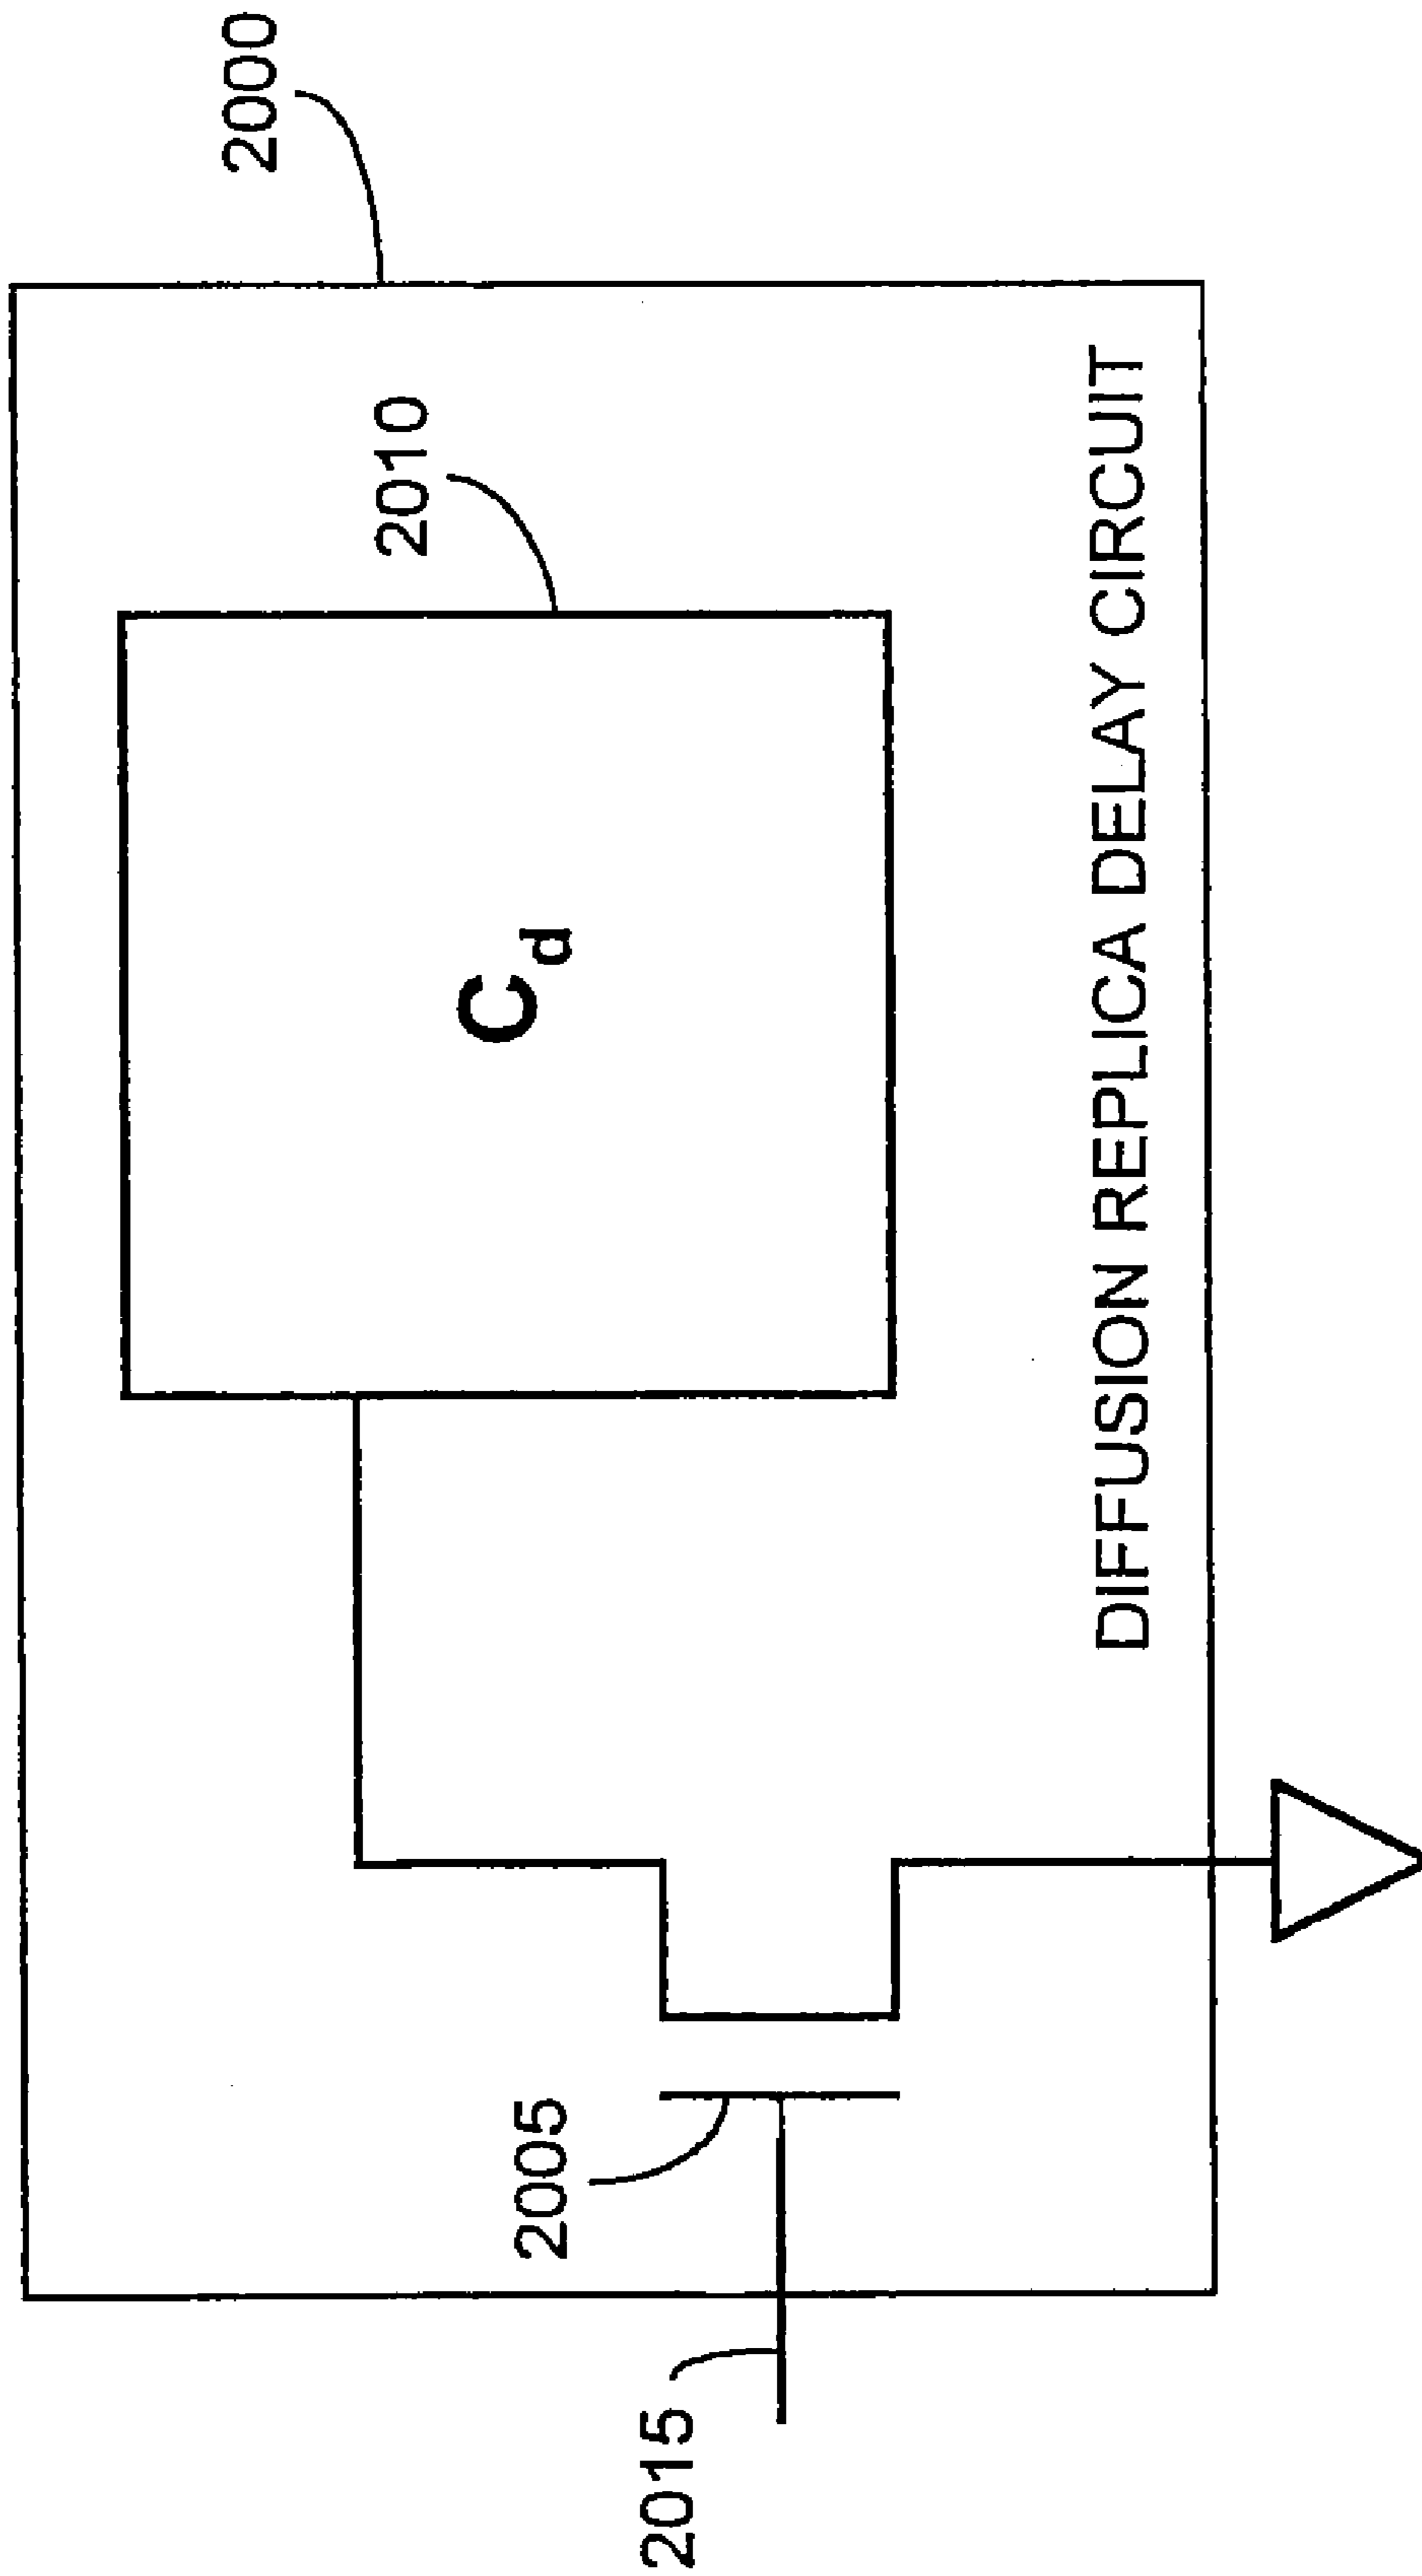 2000
2010
C_d
2005
2015
DIFFUSION REPLICA DELAY CIRCUIT